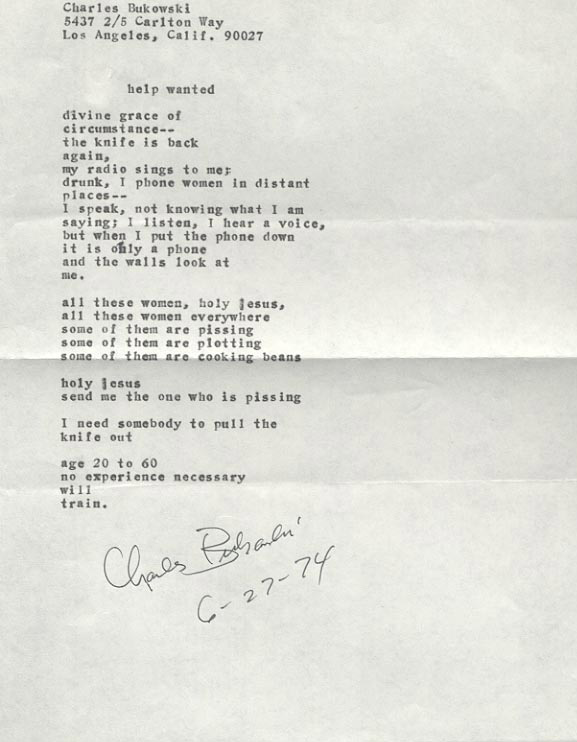 Charles Bukowski
5437 2/5 Carlton Way
Los Angeles, Calif. 90027
help wanted
divine grace of
circumstance--
the knife is back
again,
my radio sings to me;
drunk, I phone women in distant
places--
I speak, not knowing what I am
saying; I listen, I hear a voice,
but when I put the phone down
it is only a phone
and the walls look at
me.
all these women, holy jesus,
all these women everywhere
some of them are pissing
some of them are plotting
some of them are cooking beans
holy jesus
send me the one who is pissing
I need somebody to pull the
knife out
age 20 to 60
no experience necessary
will
train.
Charles Bukowski
6-27-74